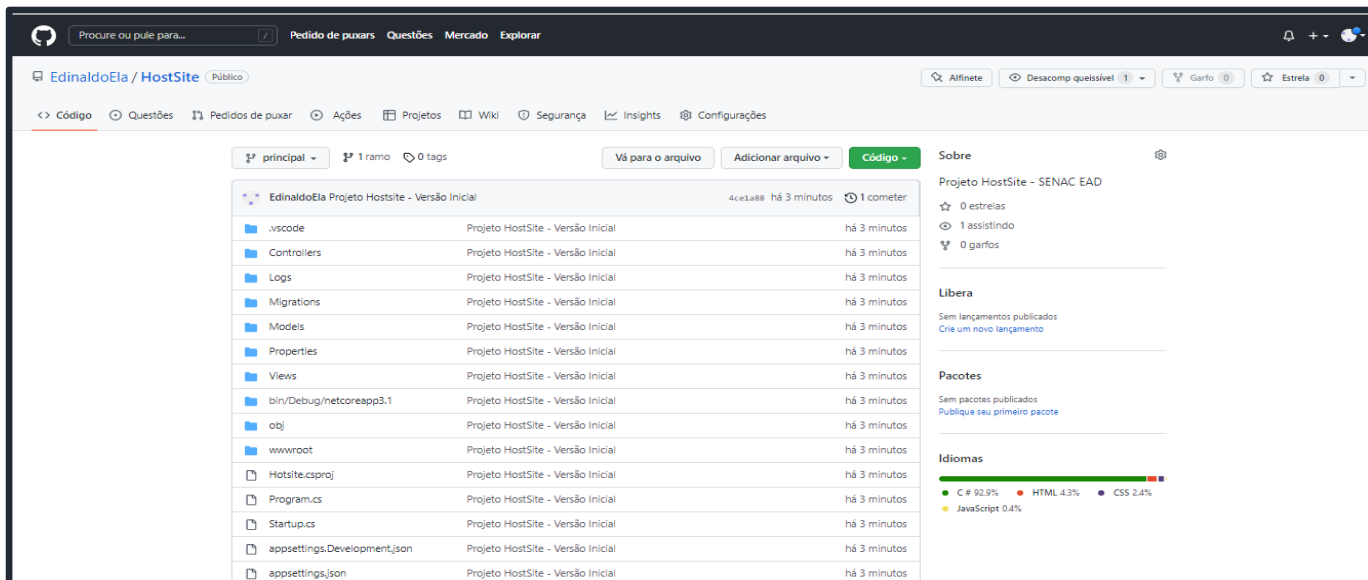 Procure ou pule para... / Pedido de puxars Questões Mercado Explorar
EdinaldoEla / HostSite Público Alfinete Desacomp queissível 1 Garfo 0 Estrela 0
Código Questões Pedidos de puxar Ações Projetos Wiki Segurança Insights Configurações
principal 1 ramo 0 tags Vá para o arquivo Adicionar arquivo Código
EdinaldoEla Projeto Hostsite - Versão Inicial 4ce1a88 há 3 minutos 1 cometer
.vscode Projeto HostSite - Versão Inicial há 3 minutos
Controllers Projeto HostSite - Versão Inicial há 3 minutos
Logs Projeto HostSite - Versão Inicial há 3 minutos
Migrations Projeto HostSite - Versão Inicial há 3 minutos
Models Projeto HostSite - Versão Inicial há 3 minutos
Properties Projeto HostSite - Versão Inicial há 3 minutos
Views Projeto HostSite - Versão Inicial há 3 minutos
bin/Debug/netcoreapp3.1 Projeto HostSite - Versão Inicial há 3 minutos
obj Projeto HostSite - Versão Inicial há 3 minutos
wwwroot Projeto HostSite - Versão Inicial há 3 minutos
Hotsite.csproj Projeto HostSite - Versão Inicial há 3 minutos
Program.cs Projeto HostSite - Versão Inicial há 3 minutos
Startup.cs Projeto HostSite - Versão Inicial há 3 minutos
appsettings.Development.json Projeto HostSite - Versão Inicial há 3 minutos
appsettings.json Projeto HostSite - Versão Inicial há 3 minutos
Sobre
Projeto HostSite - SENAC EAD
0 estrelas
1 assistindo
0 garfos
Libera
Sem lançamentos publicados
Crie um novo lançamento
Pacotes
Sem pacotes publicados
Publique seu primeiro pacote
Idiomas
C # 92.9% HTML 4.3% CSS 2.4%
JavaScript 0.4%